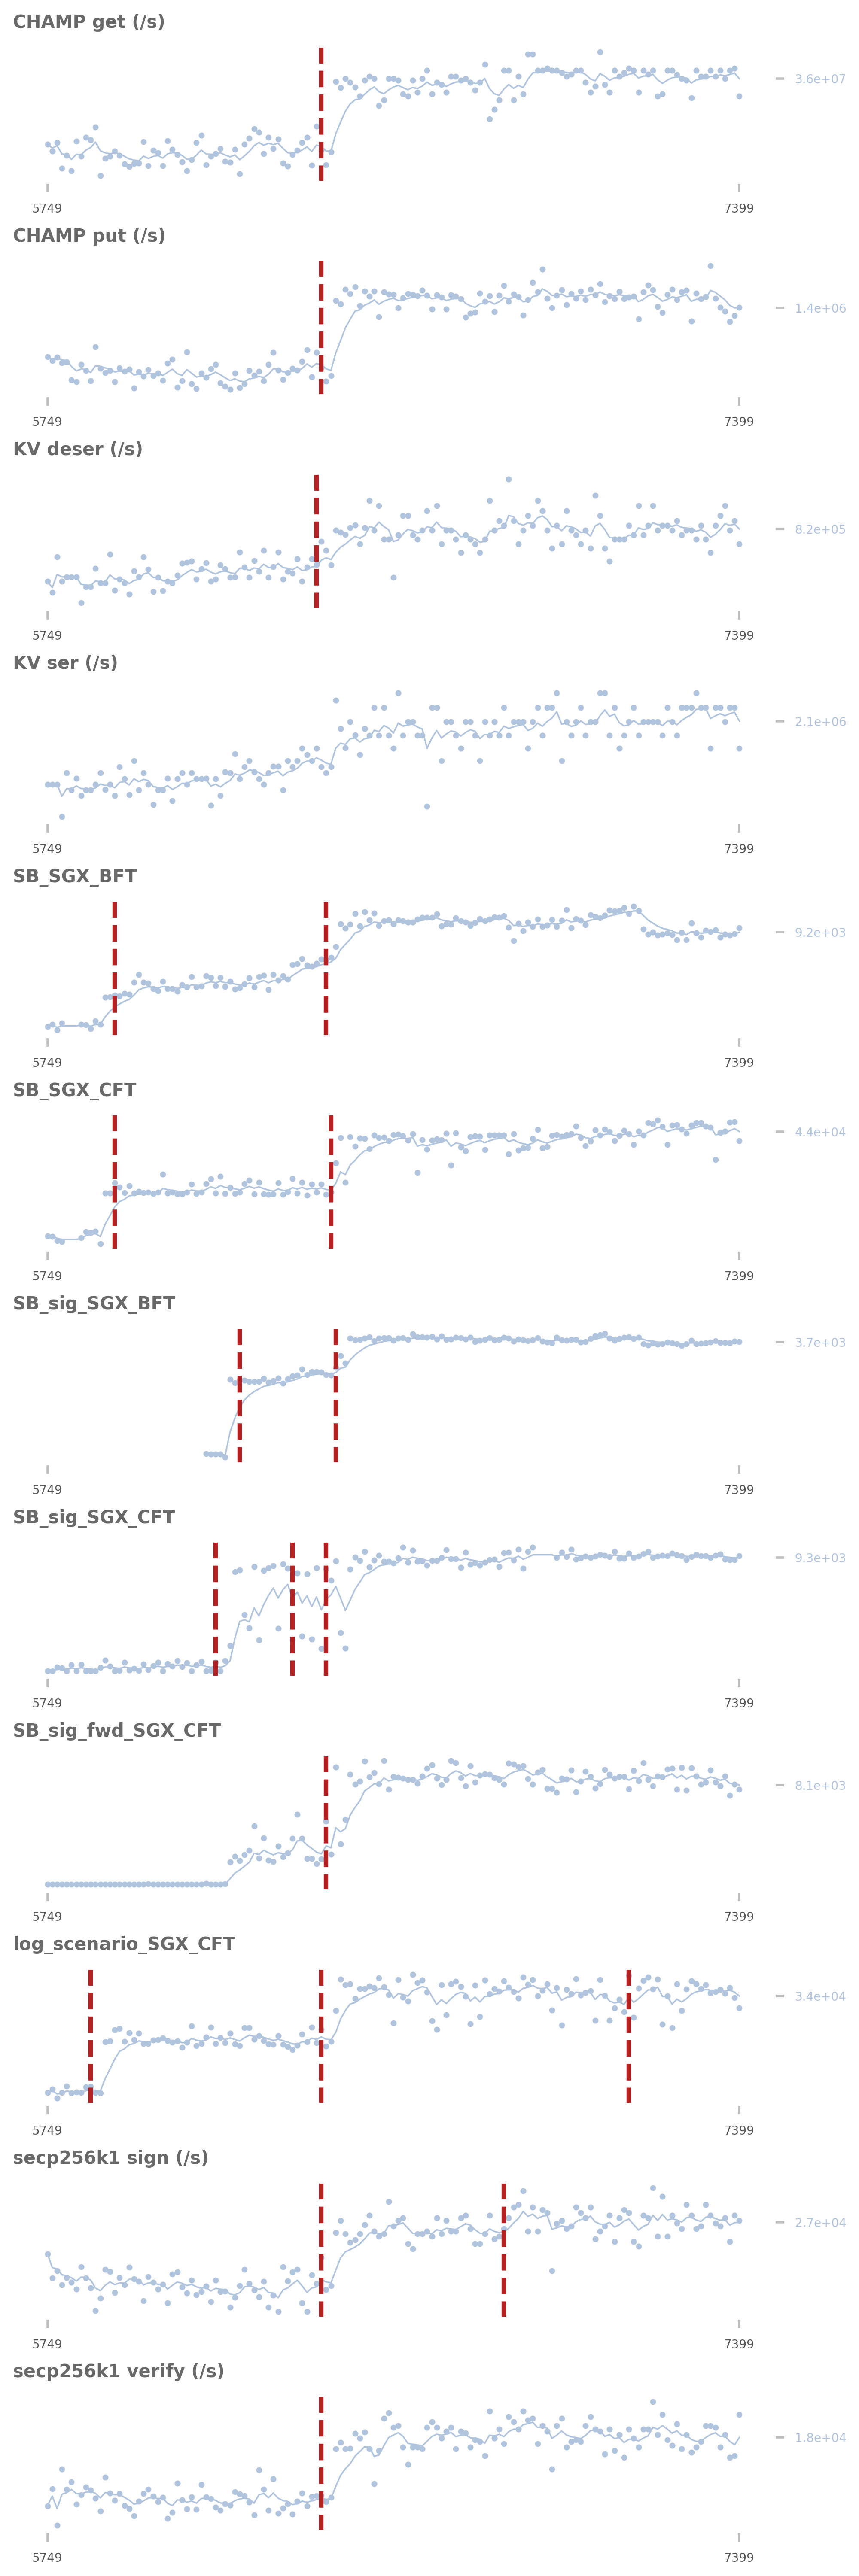 CHAMP get (/s)
3.6e+07
5749 7399
CHAMP put (/s)
1.4e+06
5749 7399
KV deser (/s)
8.2e+05
5749 7399
KV ser (/s)
2.1e+06
5749 7399
SB_SGX_BFT
9.2e+03
5749 7399
SB_SGX_CFT
4.4e+04
5749 7399
SB_sig_SGX_BFT
3.7e+03
5749 7399
SB_sig_SGX_CFT
9.3e+03
5749 7399
SB_sig_fwd_SGX_CFT
8.1e+03
5749 7399
log_scenario_SGX_CFT
3.4e+04
5749 7399
secp256k1 sign (/s)
2.7e+04
5749 7399
secp256k1 verify (/s)
1.8e+04
5749 7399